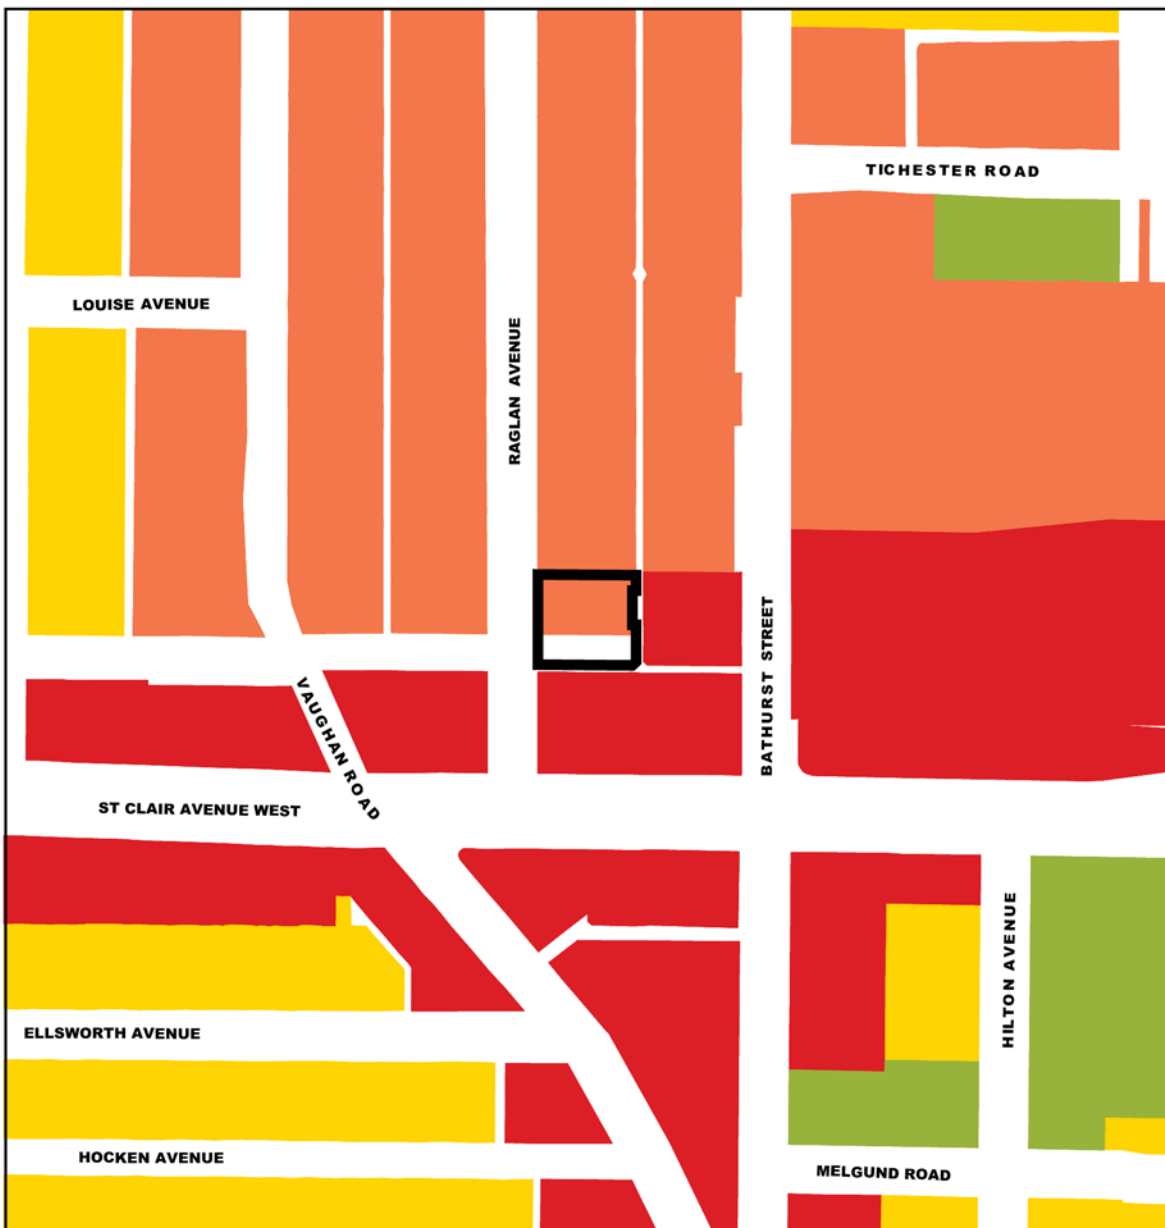 TICHESTER ROAD
LOUISE AVENUE
RAGLAN AVENUE
BATHURST STREET
VAUGHAN ROAD
ST CLAIR AVENUE WEST
HILTON AVENUE
ELLSWORTH AVENUE
HOCKEN AVENUE
MELGUND ROAD